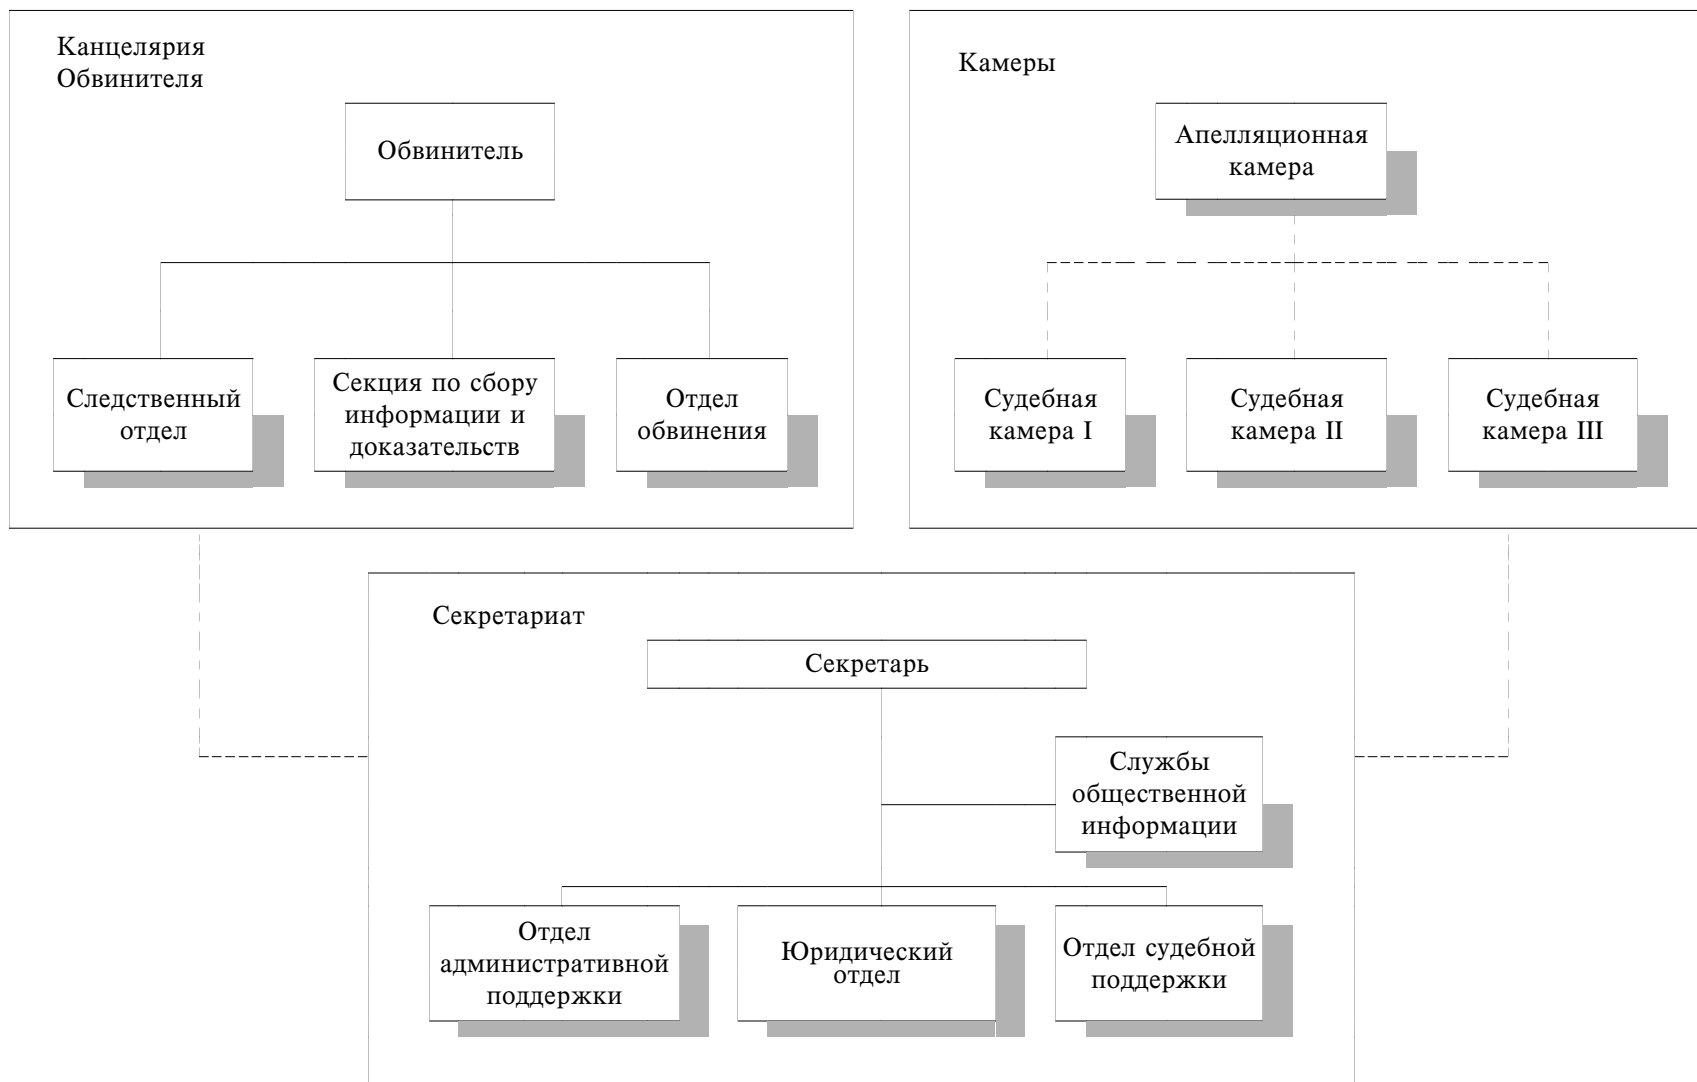 Канцелярия
Обвинителя
Обвинитель
Следственный
отдел
Секция по сбору
информации и
доказательств
Отдел
обвинения
Камеры
Апелляционная
камера
Судебная
камера I
Судебная
камера II
Судебная
камера III
Секретариат
Секретарь
Службы
общественной
информации
Отдел
административной
поддержки
Юридический
отдел
Отдел судебной
поддержки